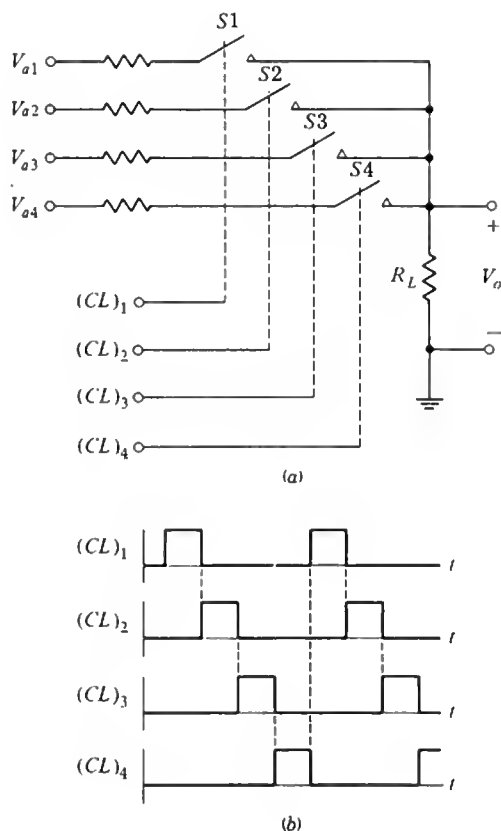 S1
V_{a1}
S2
V_{a2}
S3
V_{a3}
S4
V_{a4}
+
R_L
V_o
(CL)_1
−
(CL)_2
(CL)_3
(CL)_4
(a)
(CL)_1
t
(CL)_2
t
(CL)_3
t
(CL)_4
t
(b)